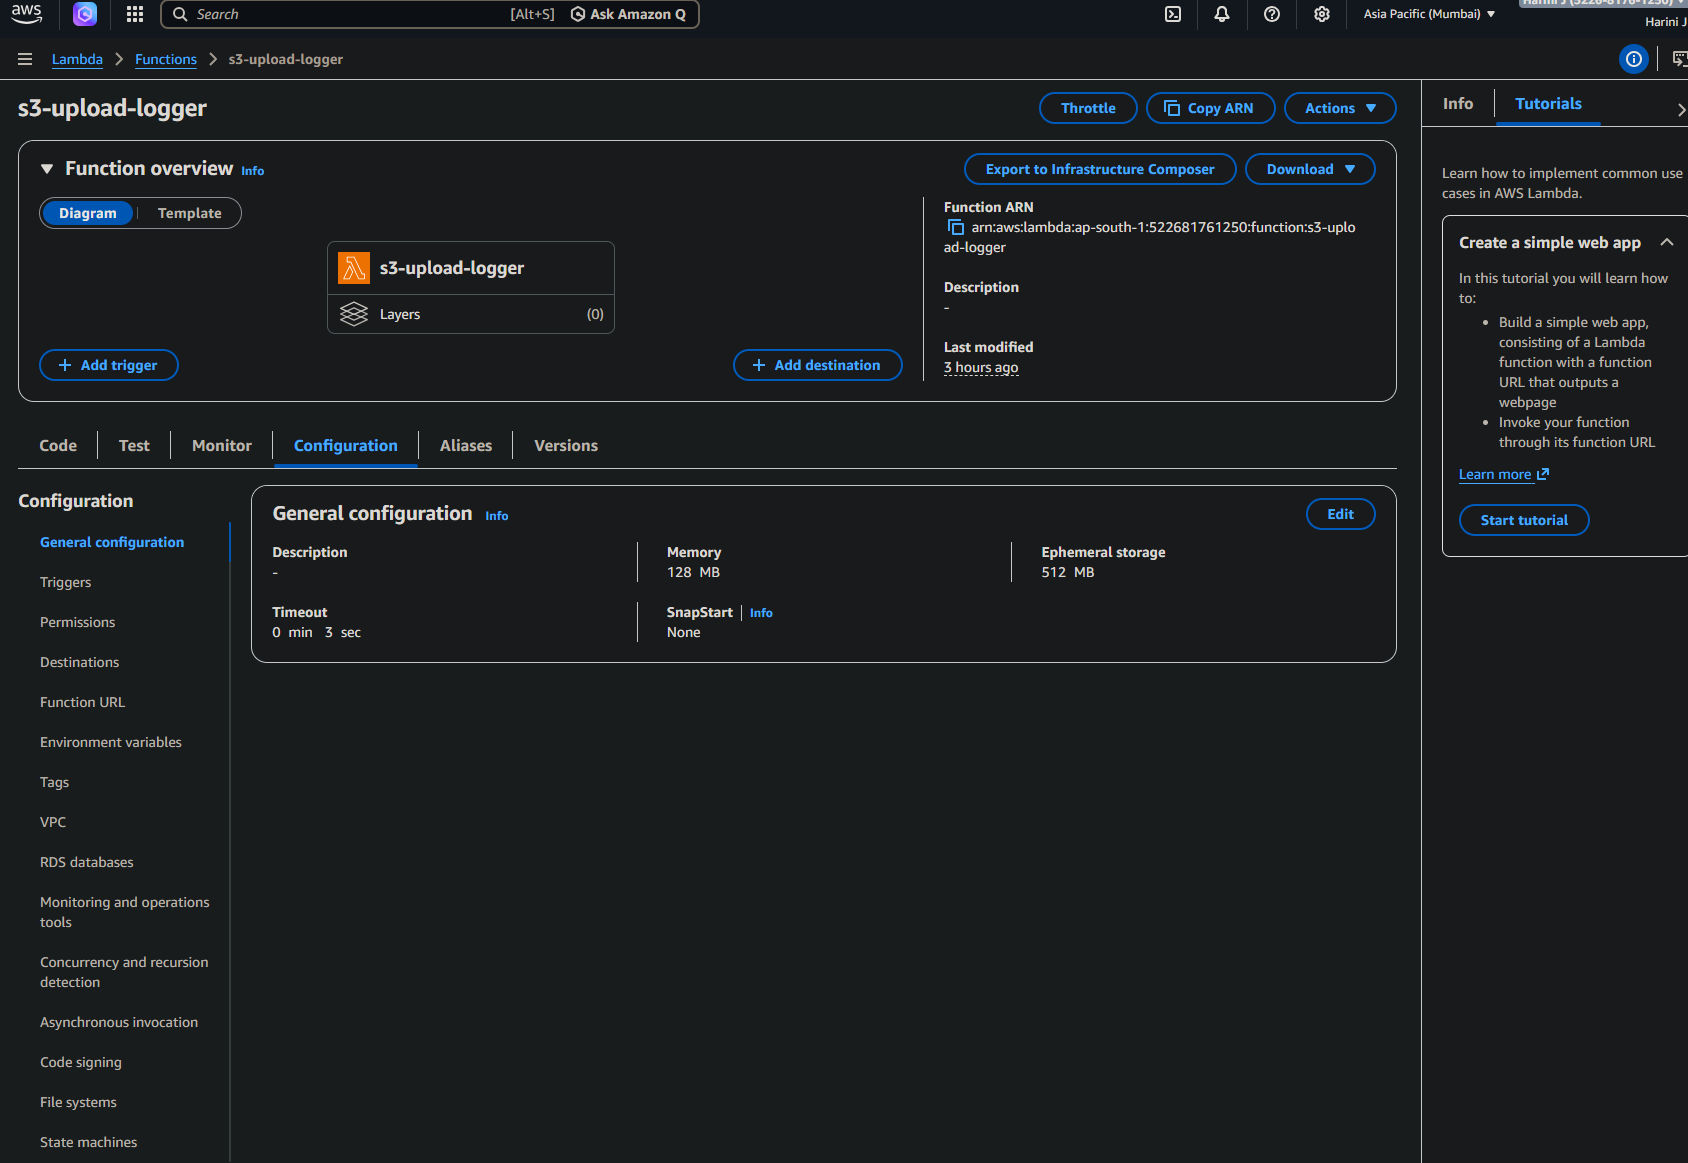 aws
Search
[Alt+S]
Ask Amazon Q
Asia Pacific (Mumbai)
Harini J (5226-8176-1250)
Harini J
Lambda
Functions
s3-upload-logger
s3-upload-logger
Throttle
Copy ARN
Actions
Function overview Info
Export to Infrastructure Composer
Download
Diagram
Template
s3-upload-logger
Layers
(0)
+ Add trigger
+ Add destination
Function ARN
arn:aws:lambda:ap-south-1:522681761250:function:s3-uplo
ad-logger
Description
-
Last modified
3 hours ago
Code
Test
Monitor
Configuration
Aliases
Versions
Configuration
General configuration
Triggers
Permissions
Destinations
Function URL
Environment variables
Tags
VPC
RDS databases
Monitoring and operations
tools
Concurrency and recursion
detection
Asynchronous invocation
Code signing
File systems
State machines
General configuration Info
Edit
Description
-
Memory
128 MB
Ephemeral storage
512 MB
Timeout
0 min 3 sec
SnapStart Info
None
Info
Tutorials
Learn how to implement common use
cases in AWS Lambda.
Create a simple web app
In this tutorial you will learn how
to:
• Build a simple web app,
consisting of a Lambda
function with a function
URL that outputs a
webpage
• Invoke your function
through its function URL
Learn more
Start tutorial